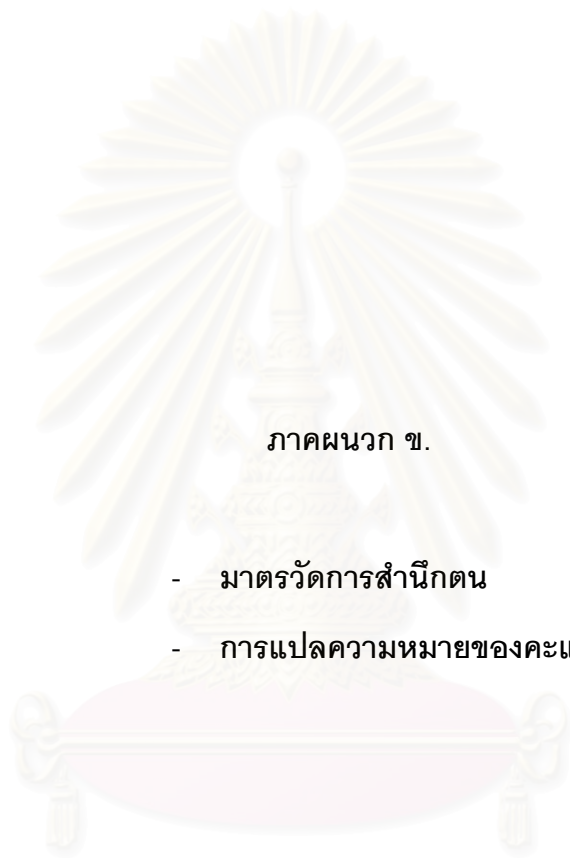 ภาคผนวก ข.
- มาตรวัดการสำนึกตน
- การแปลความหมายของ